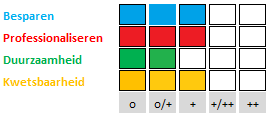 Besparen
Professionaliseren
Duurzaamheid
Kwetsbaarheid
o o/+ + +/++ ++